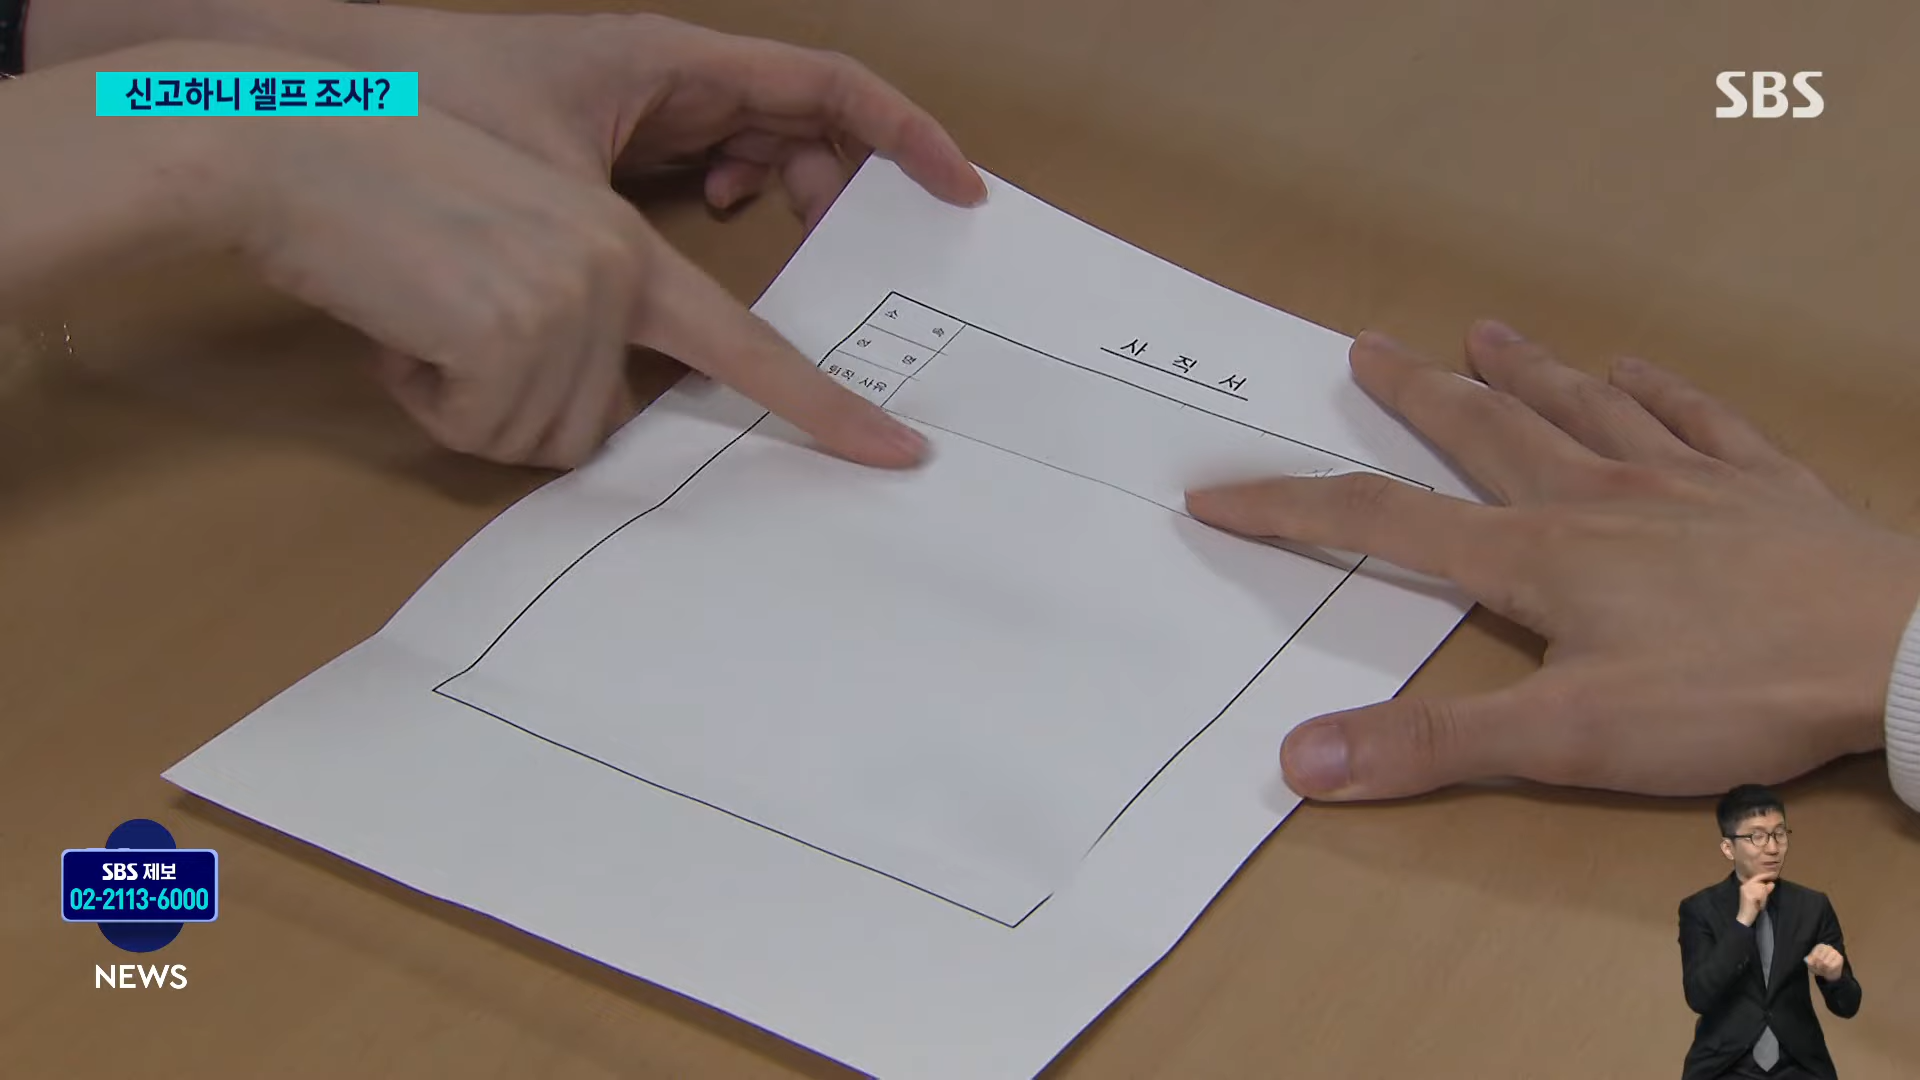 신고하니 셀프 조사?
SBS
사 직 서
소 속
성 명
퇴직 사유
SBS 제보
02-2113-6000
NEWS